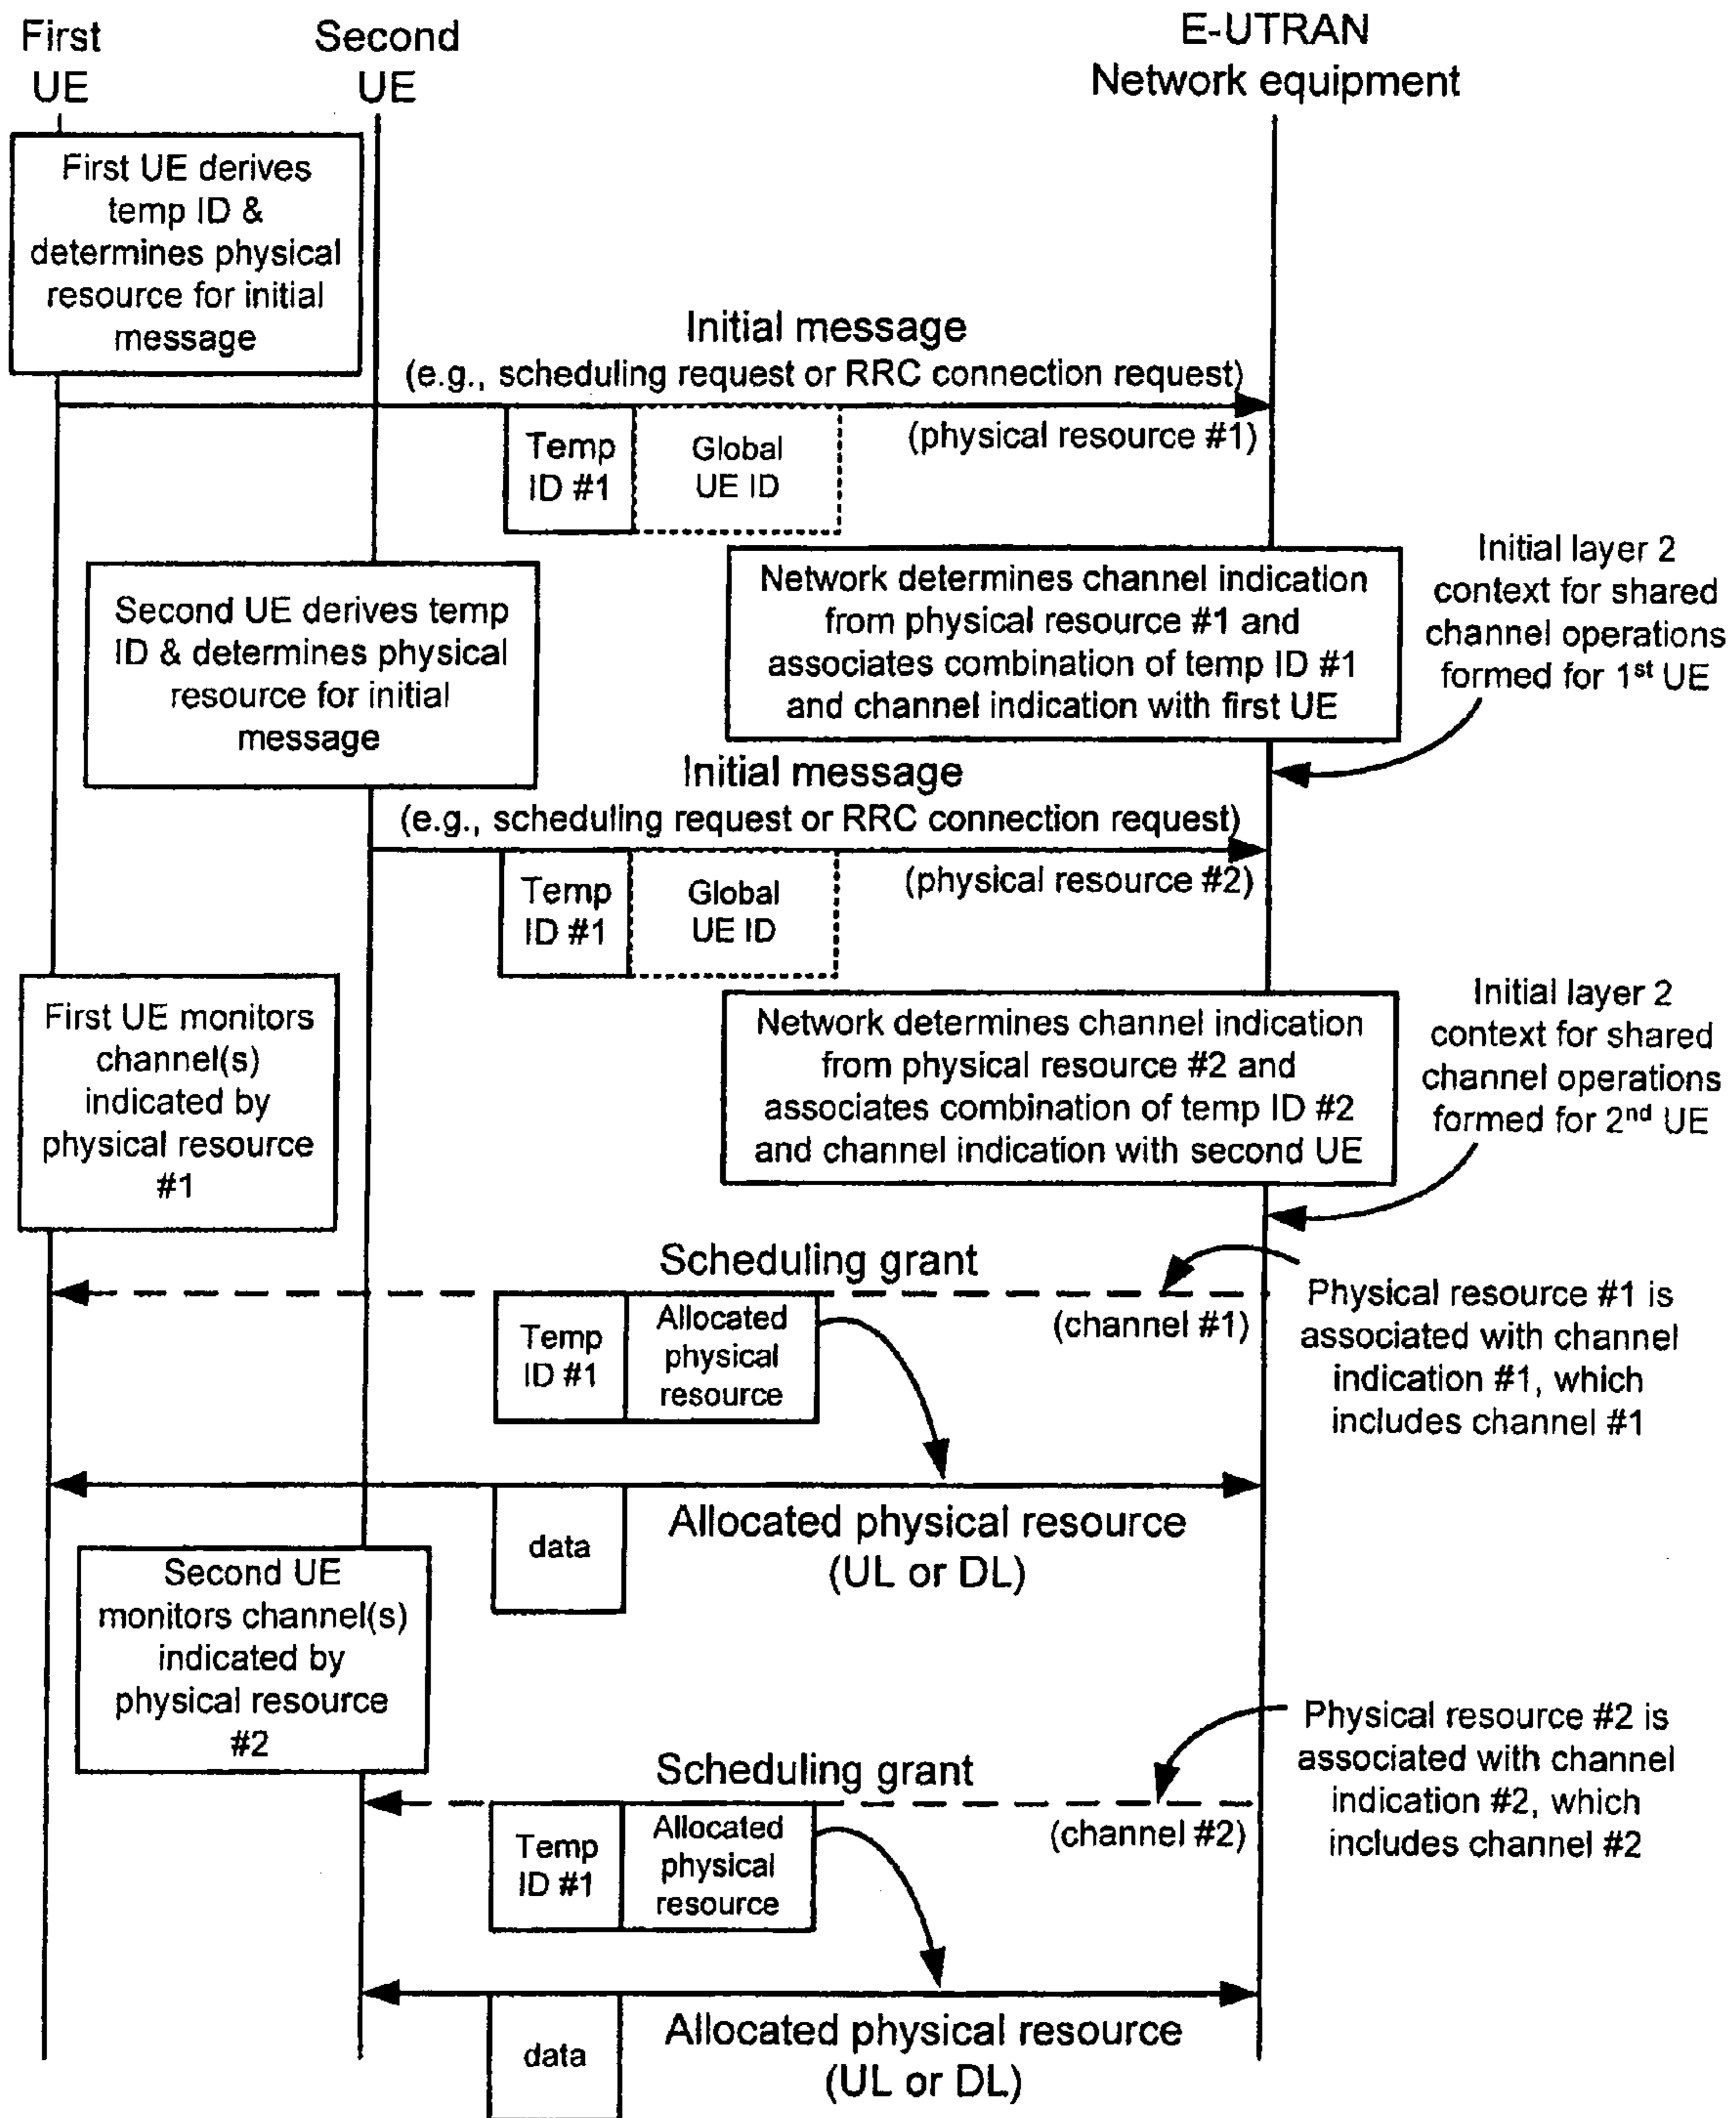 First
UE
Second
UE
E-UTRAN
Network equipment
First UE derives
temp ID &
determines physical
resource for initial
message
Initial message
(e.g., scheduling request or RRC connection request)
(physical resource #1)
Temp
ID #1
Global
UE ID
Second UE derives temp
ID & determines physical
resource for initial
message
Network determines channel indication
from physical resource #1 and
associates combination of temp ID #1
and channel indication with first UE
Initial layer 2
context for shared
channel operations
formed for 1st UE
Initial message
(e.g., scheduling request or RRC connection request)
(physical resource #2)
Temp
ID #1
Global
UE ID
First UE monitors
channel(s)
indicated by
physical resource
#1
Network determines channel indication
from physical resource #2 and
associates combination of temp ID #2
and channel indication with second UE
Initial layer 2
context for shared
channel operations
formed for 2nd UE
Scheduling grant
(channel #1)
Temp
ID #1
Allocated
physical
resource
Physical resource #1 is
associated with channel
indication #1, which
includes channel #1
data
Allocated physical resource
(UL or DL)
Second UE
monitors channel(s)
indicated by
physical resource
#2
Scheduling grant
(channel #2)
Temp
ID #1
Allocated
physical
resource
Physical resource #2 is
associated with channel
indication #2, which
includes channel #2
data
Allocated physical resource
(UL or DL)